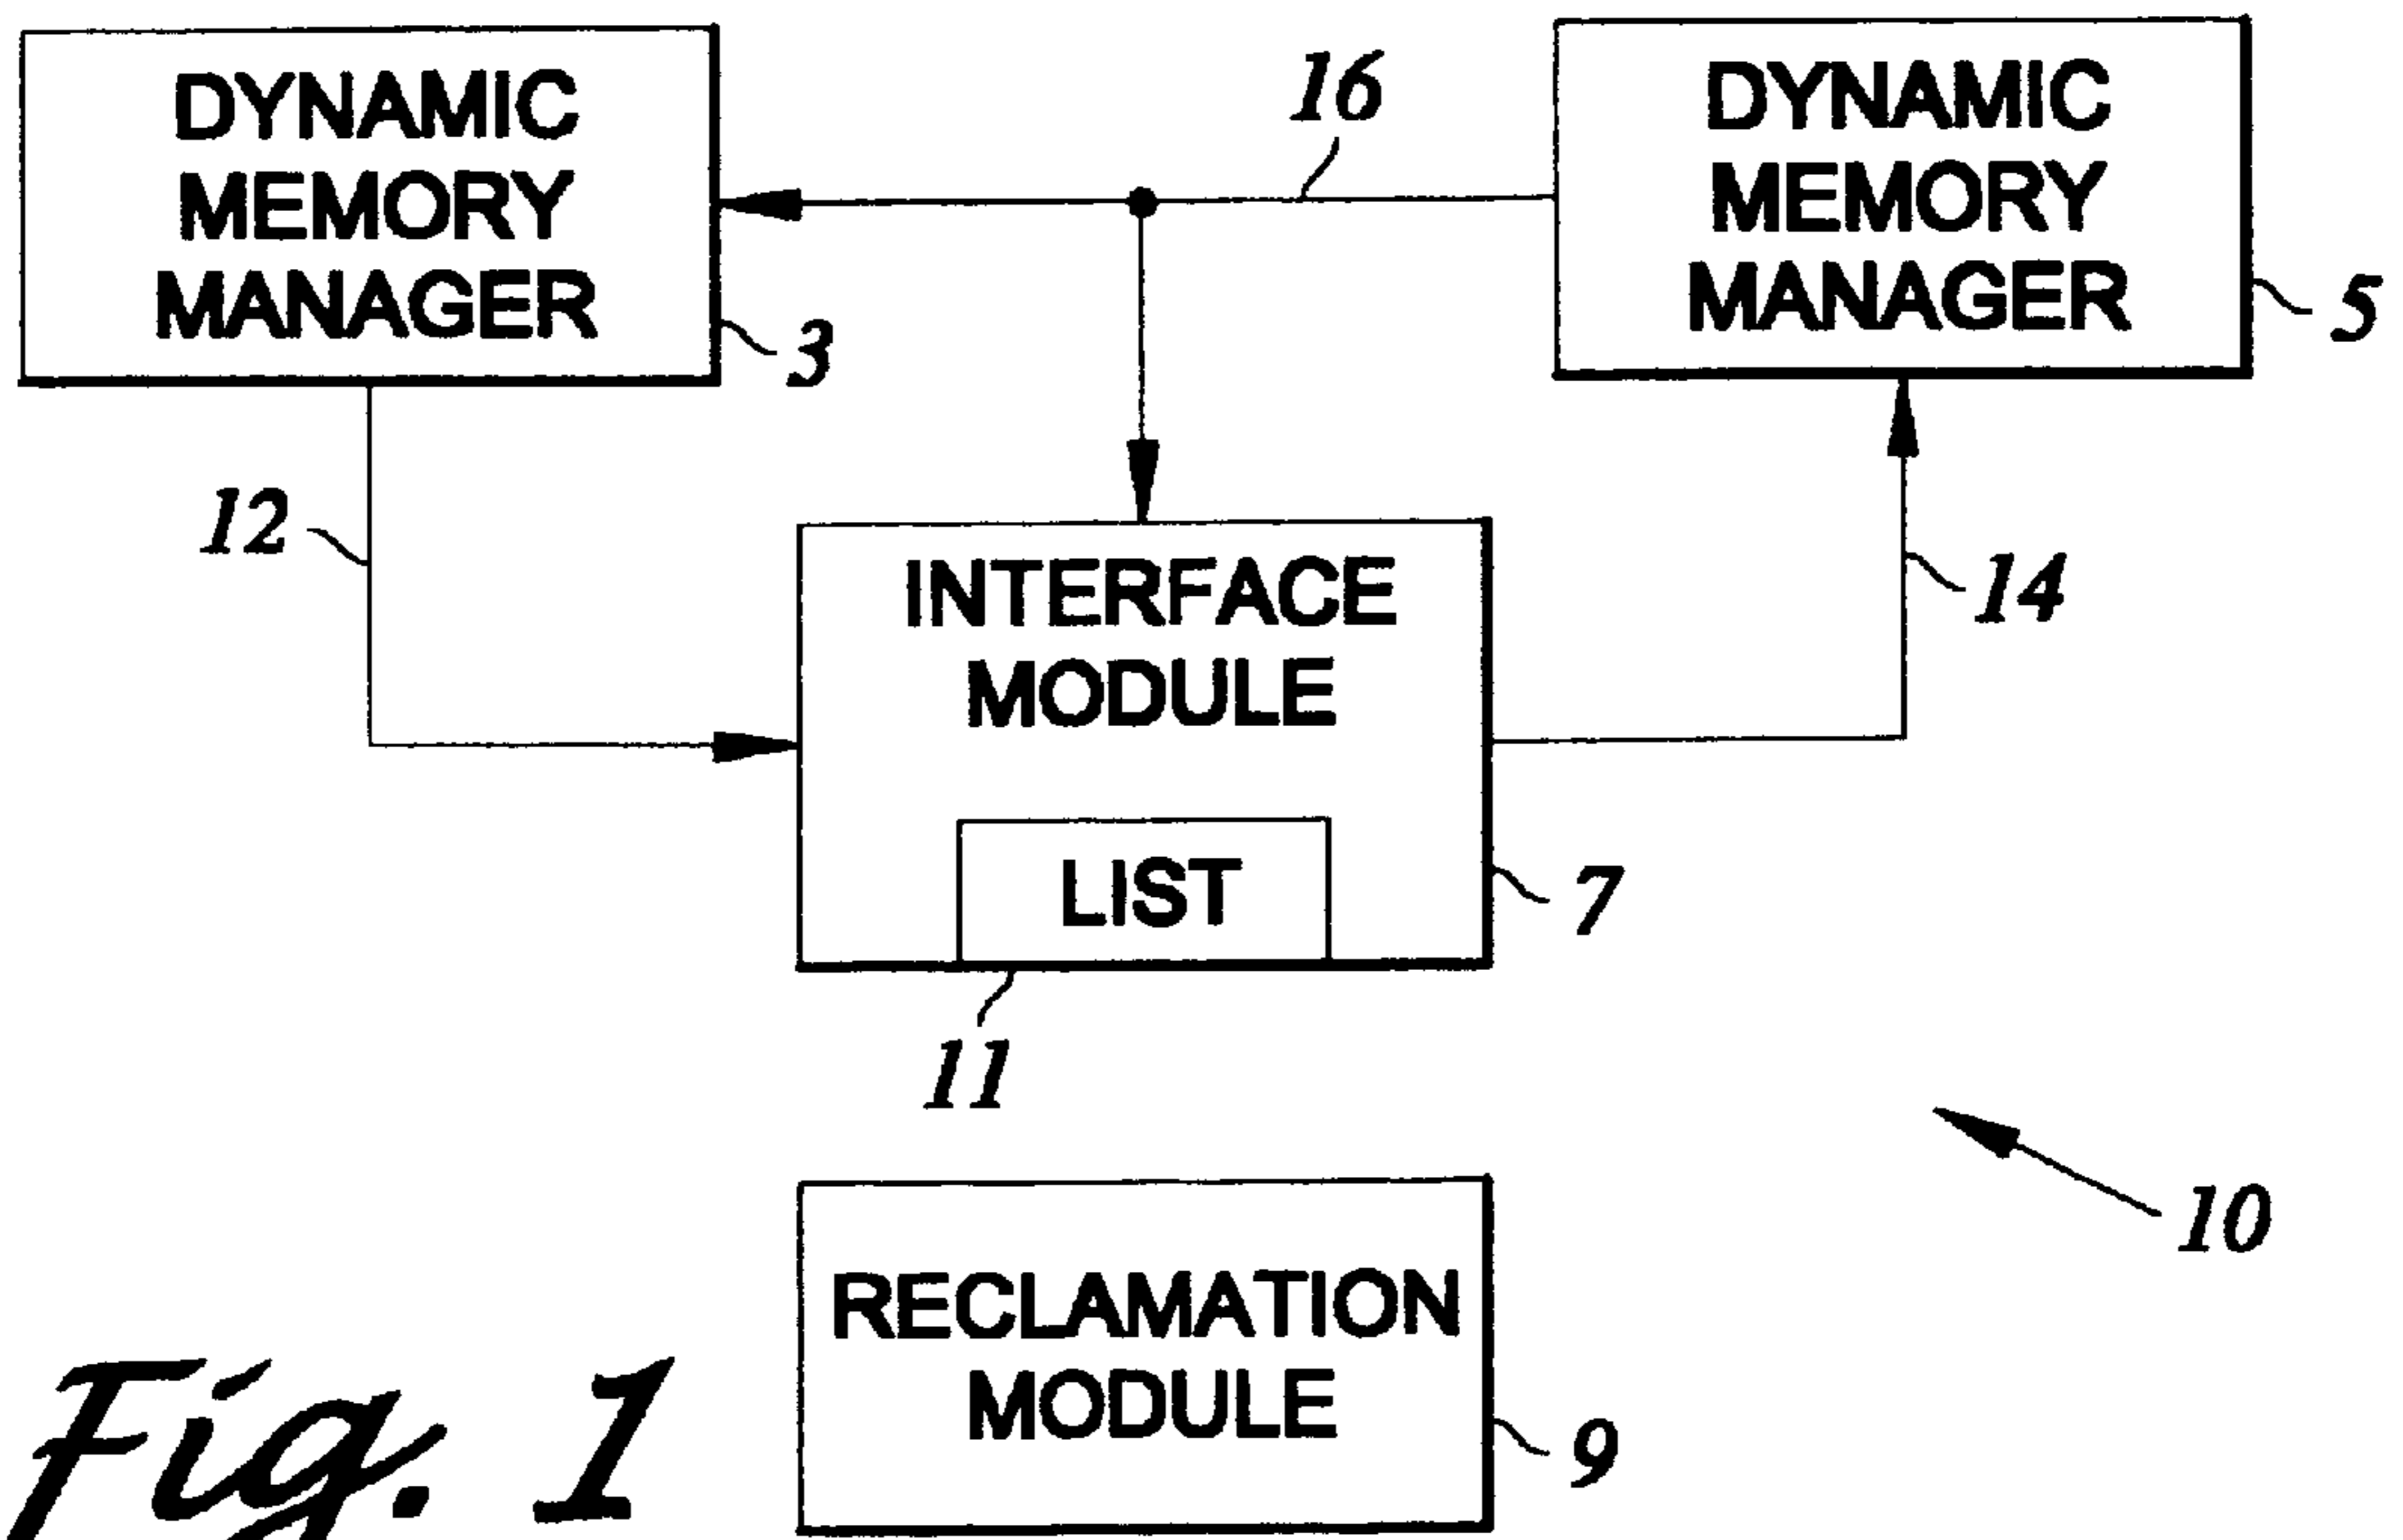 DYNAMIC
MEMORY
MANAGER
3
16
DYNAMIC
MEMORY
MANAGER
5
12
14
INTERFACE
MODULE
LIST
7
11
10
RECLAMATION
MODULE
9
Fig. 1